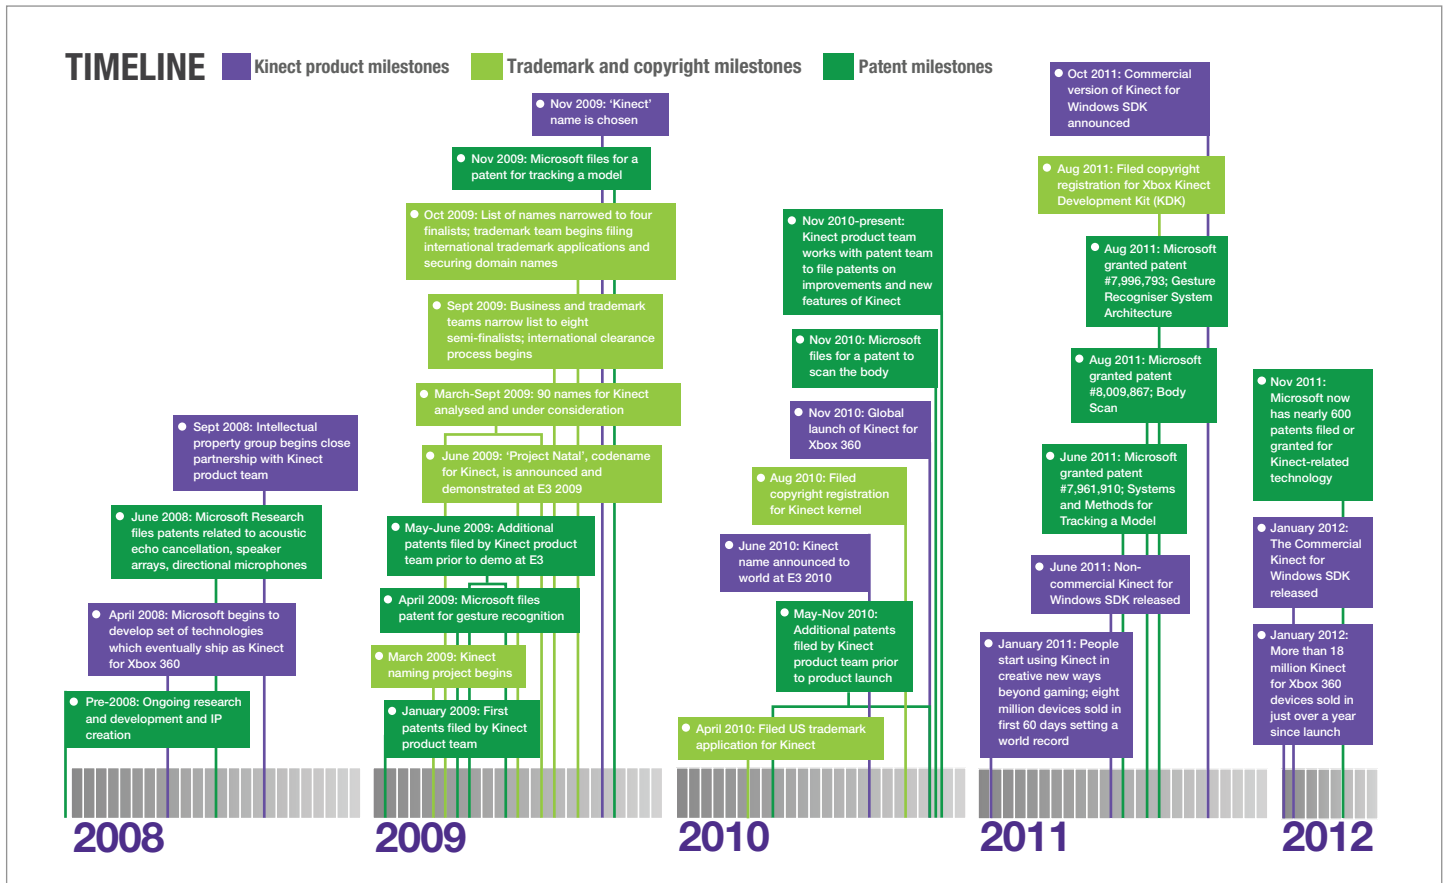 TIMELINE
Kinect product milestones
Trademark and copyright milestones
Patent milestones
Pre-2008: Ongoing research
and development and IP
creation
April 2008: Microsoft begins to
develop set of technologies
which eventually ship as Kinect
for Xbox 360
June 2008: Microsoft Research
files patents related to acoustic
echo cancellation, speaker
arrays, directional microphones
Sept 2008: Intellectual
property group begins close
partnership with Kinect
product team
Nov 2009: ‘Kinect’
name is chosen
Nov 2009: Microsoft files for a
patent for tracking a model
Oct 2009: List of names narrowed to four
finalists; trademark team begins filing
international trademark applications and
securing domain names
Sept 2009: Business and trademark
teams narrow list to eight
semi-finalists; international clearance
process begins
March-Sept 2009: 90 names for Kinect
analysed and under consideration
June 2009: ‘Project Natal’, codename
for Kinect, is announced and
demonstrated at E3 2009
May-June 2009: Additional
patents filed by Kinect product
team prior to demo at E3
April 2009: Microsoft files
patent for gesture recognition
March 2009: Kinect
naming project begins
January 2009: First
patents filed by Kinect
product team
Nov 2010-present:
Kinect product team
works with patent team
to file patents on
improvements and new
features of Kinect
Nov 2010: Microsoft
files for a patent to
scan the body
Nov 2010: Global
launch of Kinect for
Xbox 360
Aug 2010: Filed
copyright registration
for Kinect kernel
June 2010: Kinect
name announced to
world at E3 2010
May-Nov 2010:
Additional patents
filed by Kinect
product team prior
to product launch
April 2010: Filed US trademark
application for Kinect
Oct 2011: Commercial
version of Kinect for
Windows SDK
announced
Aug 2011: Filed copyright
registration for Xbox Kinect
Development Kit (KDK)
Aug 2011: Microsoft
granted patent
#7,996,793; Gesture
Recogniser System
Architecture
Aug 2011: Microsoft
granted patent
#8,009,867; Body
Scan
June 2011: Microsoft
granted patent
#7,961,910; Systems
and Methods for
Tracking a Model
June 2011: Non-
commercial Kinect for
Windows SDK released
January 2011: People
start using Kinect in
creative new ways
beyond gaming; eight
million devices sold in
first 60 days setting a
world record
Nov 2011:
Microsoft now
has nearly 600
patents filed or
granted for
Kinect-related
technology
January 2012:
The Commercial
Kinect for
Windows SDK
released
January 2012:
More than 18
million Kinect
for Xbox 360
devices sold in
just over a year
since launch
2008
2009
2010
2011
2012